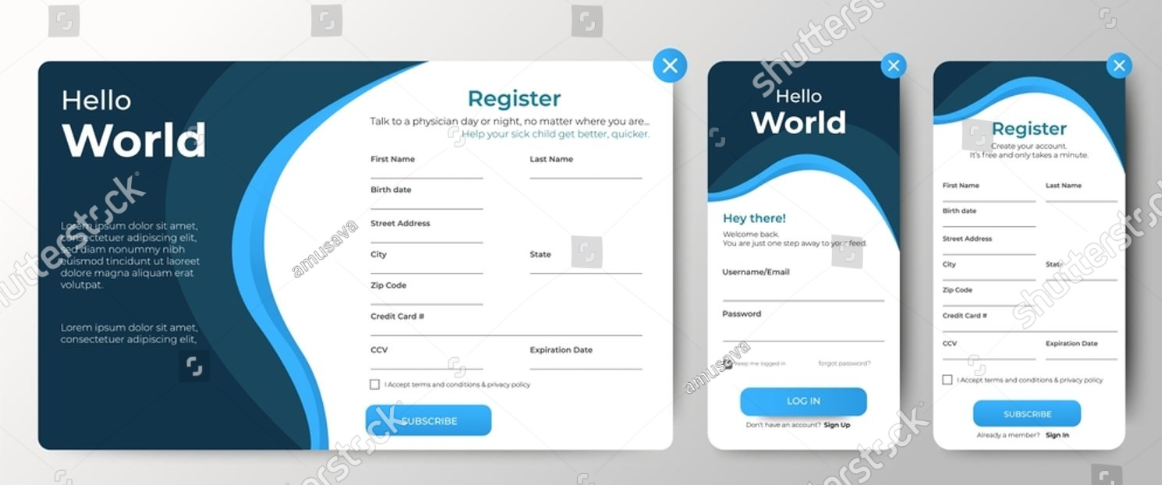 Hello
World
Lorem ipsum dolor sit amet,
consectetuer adipiscing elit,
sed diam nonummy nibh
euismod tincidunt ut laoreet
dolore magna aliquam erat
volutpat.
Lorem ipsum dolor sit amet,
consectetuer adipiscing elit,
Register
Talk to a physician day or night, no matter where you are...
Help your sick child get better, quicker.
First Name
Last Name
Birth date
Street Address
City
State
Zip Code
Credit Card #
CCV
Expiration Date
I Accept terms and conditions & privacy policy
SUBSCRIBE
Hello
World
Hey there!
Welcome back.
You are just one step away to your feed.
Username/Email
Password
Keep me logged in
forgot password?
LOG IN
Don't have an account? Sign Up
Register
Create your account.
It's free and only takes a minute.
First Name
Last Name
Birth date
Street Address
City
State
Zip Code
Credit Card #
CCV
Expiration Date
I Accept terms and conditions & privacy policy
SUBSCRIBE
Already a member? Sign In
shutterstock
shutterstock
shutterstock
shutterstock
amusava
amusava